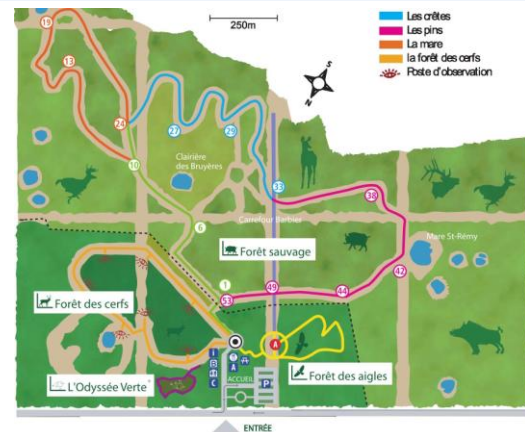 250m
Les crêtes
Les pins
La mare
la forêt des cerfs
Poste d'observation
S
N
19
13
24
27
29
10
Clairière
des Bruyères
33
38
6
Carrefour Barbier
Mare St-Rémy
Forêt sauvage
42
1
53
49
44
Forêt des cerfs
A
L'Odyssée Verte
i
A
ACCUEIL
P
Forêt des aigles
ENTRÉE